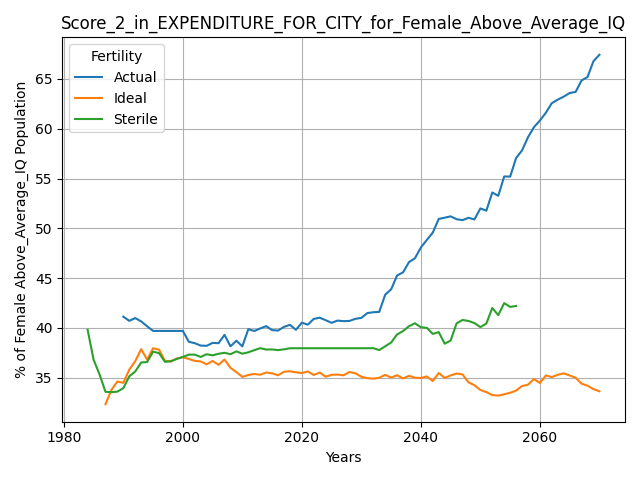 Score_2_in_EXPENDITURE_FOR_CITY_for_Female_Above_Average_IQ
Fertility
Actual
Ideal
Sterile
% of Female Above_Average_IQ Population
65
60
55
50
45
40
35
1980
2000
2020
2040
2060
Years